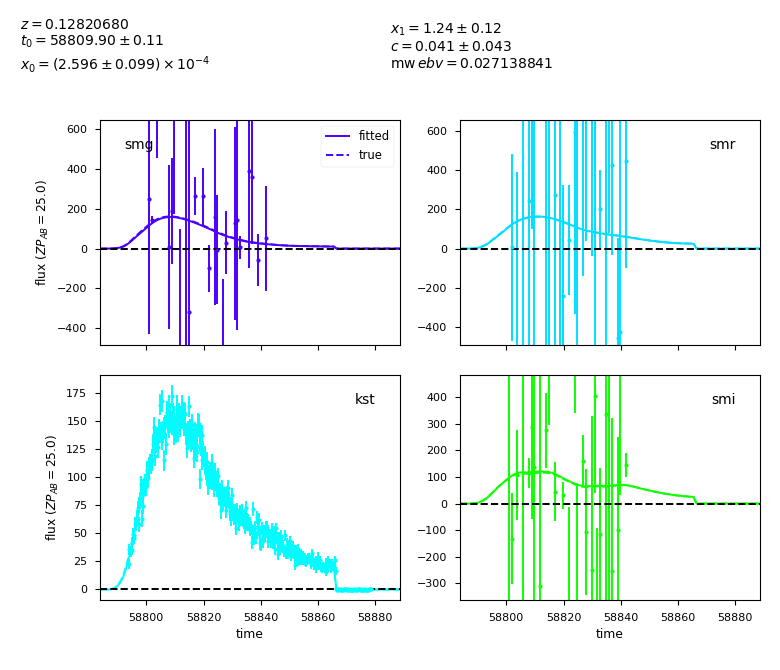 z = 0.12820680
t₀ = 58809.90 ± 0.11
x₀ = (2.596 ± 0.099) × 10⁻⁴
x₁ = 1.24 ± 0.12
c = 0.041 ± 0.043
mwebv = 0.027138841
smg
fitted
true
600
400
200
0
−200
−400
flux (ZP_AB = 25.0)
smr
600
400
200
0
−200
−400
kst
175
150
125
100
75
50
25
0
flux (ZP_AB = 25.0)
58800 58820 58840 58860 58880
time
smi
400
300
200
100
0
−100
−200
−300
58800 58820 58840 58860 58880
time